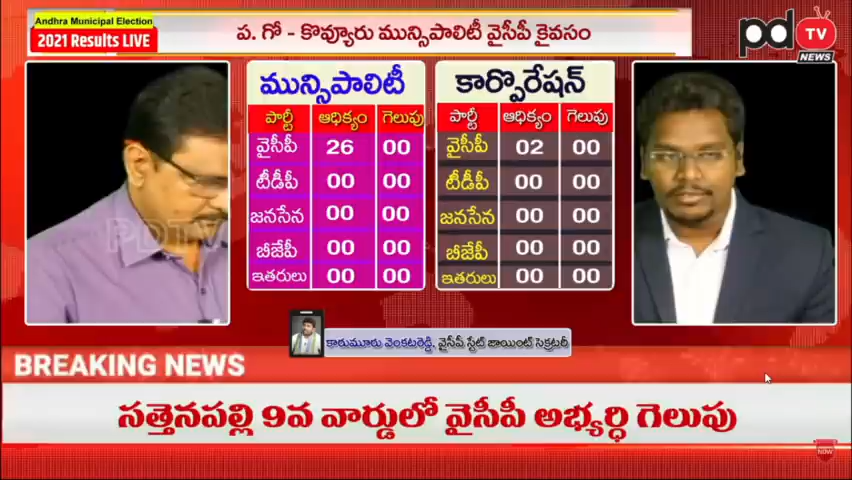 Andhra Municipal Election
2021 Results LIVE
ప. గో - కొవ్యూరు మున్సిపాలిటీ వైసీపీ కైవసం
pd TV
NEWS
మున్సిపాలిటీ
పార్టీ ఆధిక్యం గెలుపు
వైసీపీ 26 00
టీడీపీ 00 00
జనసేన 00 00
బీజేపీ 00 00
ఇతరులు 00 00
కార్పొరేషన్
పార్టీ ఆధిక్యం గెలుపు
వైసీపీ 02 00
టీడీపీ 00 00
జనసేన 00 00
బీజేపీ 00 00
ఇతరులు 00 00
PDTV
కారుమూరు వెంకటరెడ్డి, వైసీపీ స్టేట్ జాయింట్ సెక్రటరీ
BREAKING NEWS
సత్తెనపల్లి 9వ వార్డులో వైసీపీ అభ్యర్ధి గెలుపు
NOW